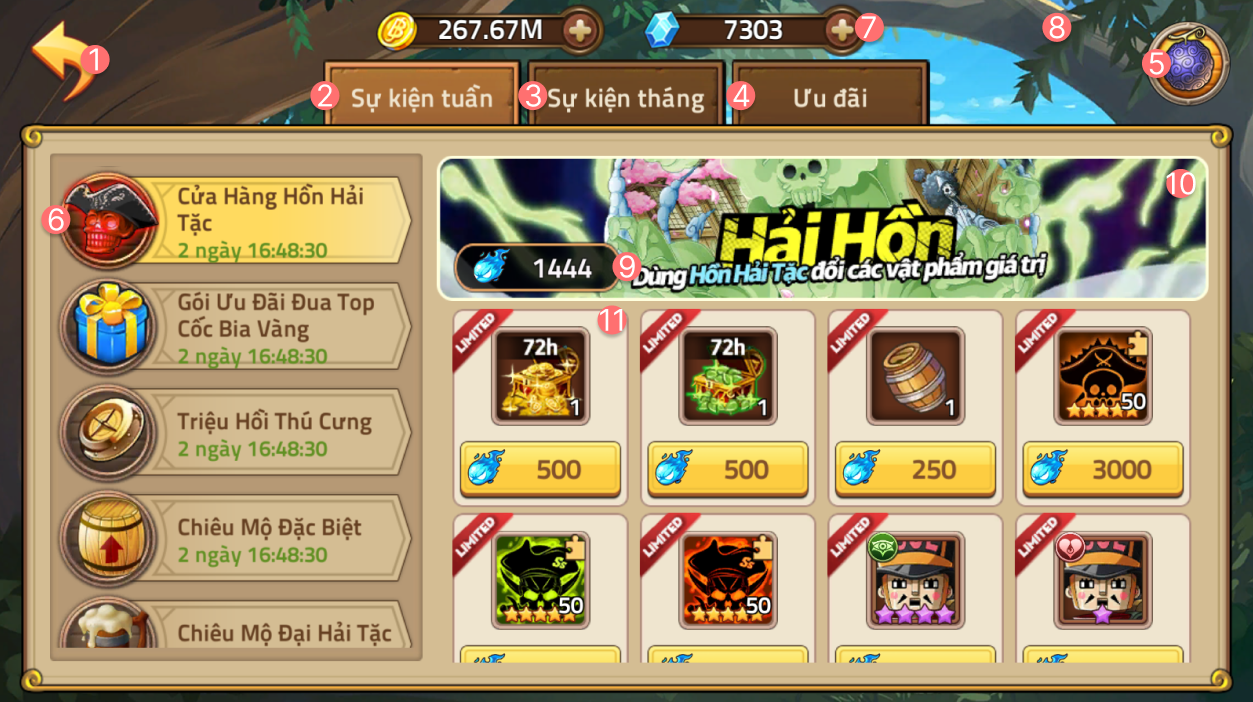 267.67M
7303
7
8
1
5
2
Sự kiện tuần
3
Sự kiện tháng
4
Ưu đãi
6
Cửa Hàng Hồn Hải
Tặc
2 ngày 16:48:30
Gói Ưu Đãi Đua Top
Cốc Bia Vàng
2 ngày 16:48:30
Triệu Hồi Thú Cưng
2 ngày 16:48:30
Chiêu Mộ Đặc Biệt
2 ngày 16:48:30
Chiêu Mộ Đại Hải Tặc
10
Hải Hồn
1444
9
Dùng Hồn Hải Tặc đổi các vật phẩm giá trị
11
LIMITED
72h
1
500
LIMITED
72h
1
500
LIMITED
1
250
LIMITED
50
3000
LIMITED
SS
50
LIMITED
SS
50
LIMITED
LIMITED